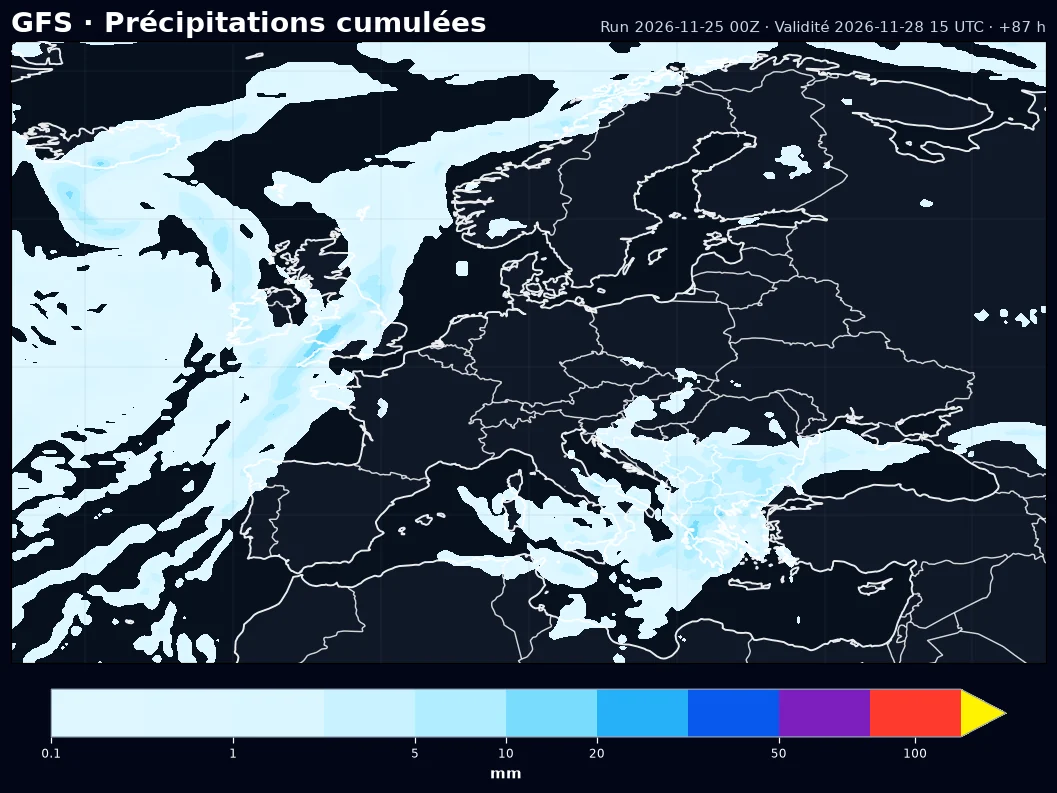 GFS · Précipitations cumulées
Run 2026-11-25 00Z · Validité 2026-11-28 15 UTC · +87 h
0.1 1 5 10 20 50 100
mm